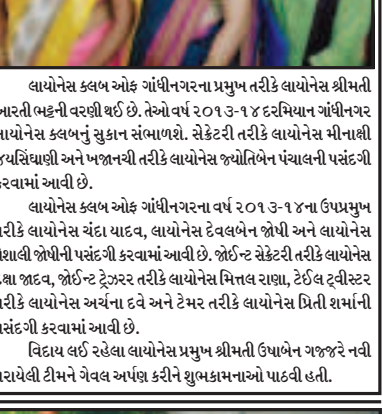 લાયોનેસ ક્લબ ઓફ ગાંધીનગરના પ્રમુખ તરીકે લાયોનેસ શ્રીમતી
આરતી ભટ્ટની વરણી થઈ છે. તેઓ વર્ષ ૨૦૧૩-૧૪ દરમિયાન ગાંધીનગર
લાયોનેસ ક્લબનું સુકાન સંભાળશે. સેક્રેટરી તરીકે લાયોનેસ મીનાક્ષી
જયસિંઘાણી અને ખજાનચી તરીકે લાયોનેસ જ્યોતિબેન પંચાલની પસંદગી
કરવામાં આવી છે.
લાયોનેસ ક્લબ ઓફ ગાંધીનગરના વર્ષ ૨૦૧૩-૧૪ના ઉપપ્રમુખ
તરીકે લાયોનેસ ચંદા યાદવ, લાયોનેસ દેવલબેન જોષી અને લાયોનેસ
જોષીની પસંદગી કરવામાં આવી છે. જોઈન્ટ સેક્રેટરી તરીકે લાયોનેસ
જાદવ, જોઈન્ટ ટ્રેઝરર તરીકે લાયોનેસ મિત્તલ રાણા, ટેઈલ ટ્વીસ્ટર
તરીકે લાયોનેસ અર્ચના દવે અને ટેમર તરીકે લાયોનેસ પ્રિતી શર્માની
પસંદગી કરવામાં આવી છે.
વિદાય લઈ રહેલા લાયોનેસ પ્રમુખ શ્રીમતી ઉષાબેન ગજ્જરે નવી
વરાયેલી ટીમને ગેવલ અર્પણ કરીને શુભકામનાઓ પાઠવી હતી.